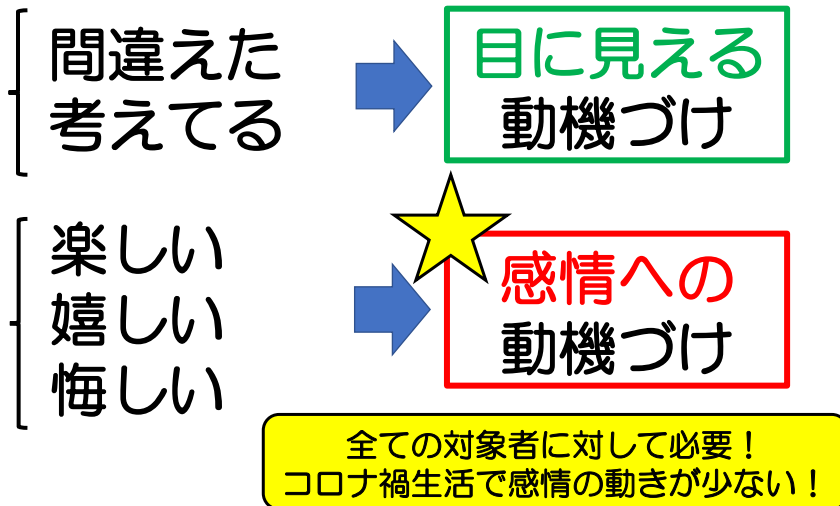 間違えた
考えてる
目に見える
動機づけ
楽しい
嬉しい
悔しい
感情への
動機づけ
全ての対象者に対して必要！
コロナ禍生活で感情の動きが少ない！